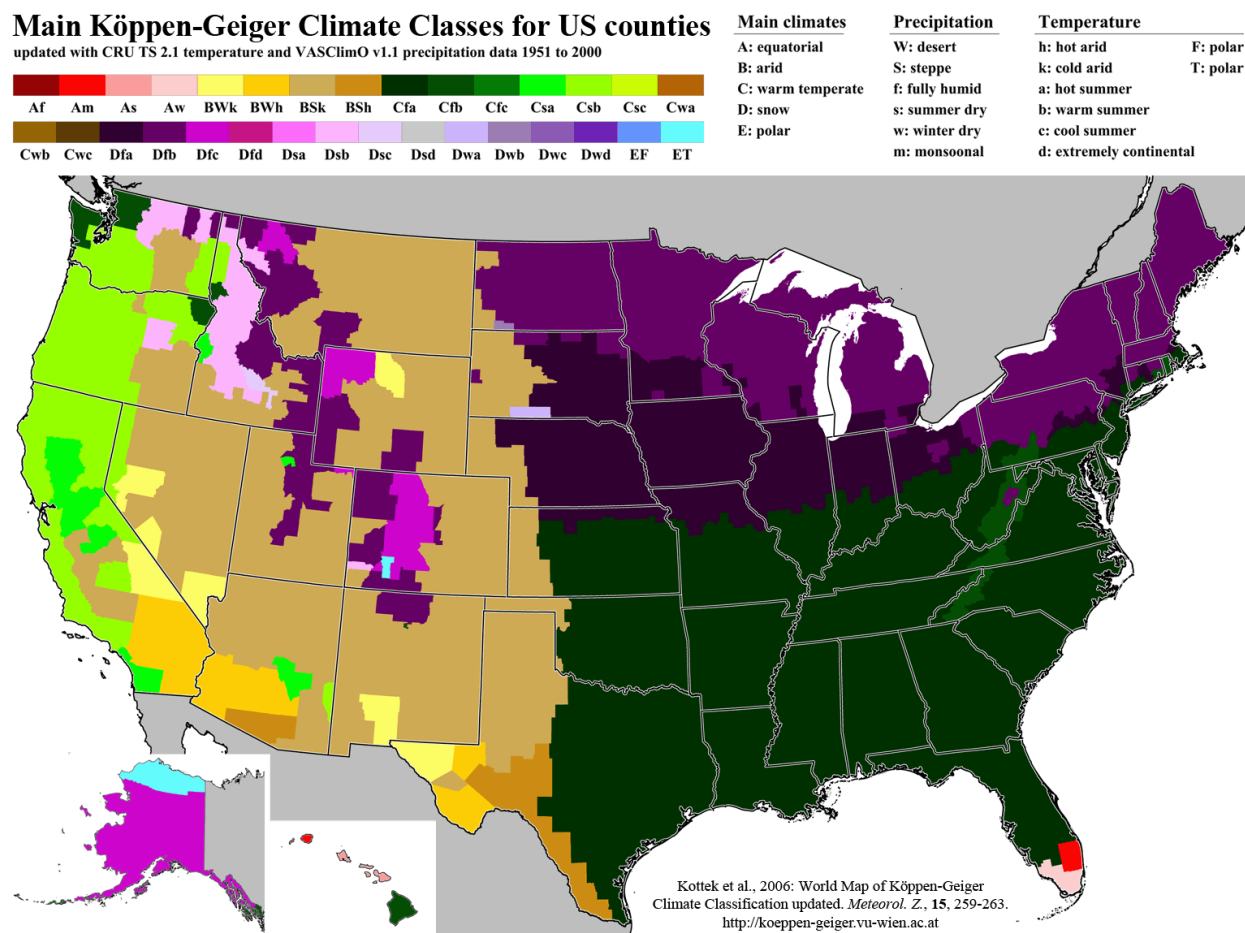 Main Köppen-Geiger Climate Classes for US counties
updated with CRU TS 2.1 temperature and VASClimO v1.1 precipitation data 1951 to 2000
Af Am As Aw BWk BWh BSk BSh Cfa Cfb Cfc Csa Csb Csc Cwa
Cwb Cwc Dfa Dfb Dfc Dfd Dsa Dsb Dsc Dsd Dwa Dwb Dwc Dwd EF ET
Main climates
A: equatorial
B: arid
C: warm temperate
D: snow
E: polar
Precipitation
W: desert
S: steppe
f: fully humid
s: summer dry
w: winter dry
m: monsoonal
Temperature
h: hot arid
k: cold arid
a: hot summer
b: warm summer
c: cool summer
d: extremely continental
F: polar
T: polar
Kottek et al., 2006: World Map of Köppen-Geiger
Climate Classification updated. Meteorol. Z., 15, 259-263.
http://koeppen-geiger.vu-wien.ac.at